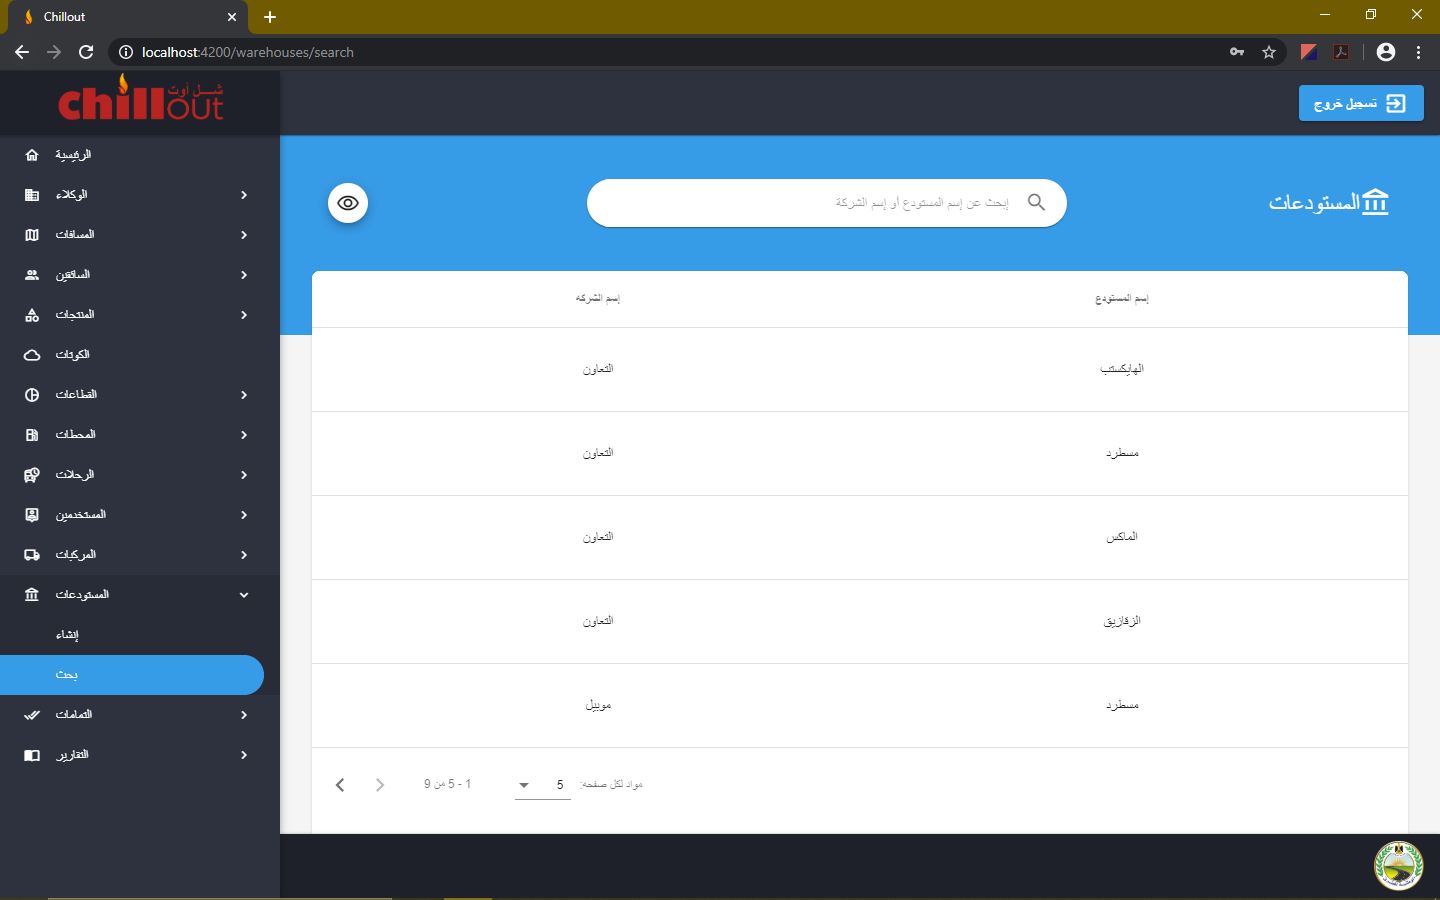 Chillout
localhost:4200/warehouses/search
شل أوت
chillout
تسجيل خروج
الرئيسية
الوكلاء
المسافات
السائقين
المنتجات
الكوتات
القطاعات
المحطات
الرحلات
المستخدمين
المركبات
المستودعات
إنشاء
بحث
التمامات
التقارير
المستودعات
إبحث عن إسم المستودع أو إسم الشركة
إسم المستودع إسم الشركه
الهايكستب التعاون
مسطرد التعاون
الماكس التعاون
الزقازيق التعاون
مسطرد موبيل
مواد لكل صفحه: 5 1 - 5 من 9